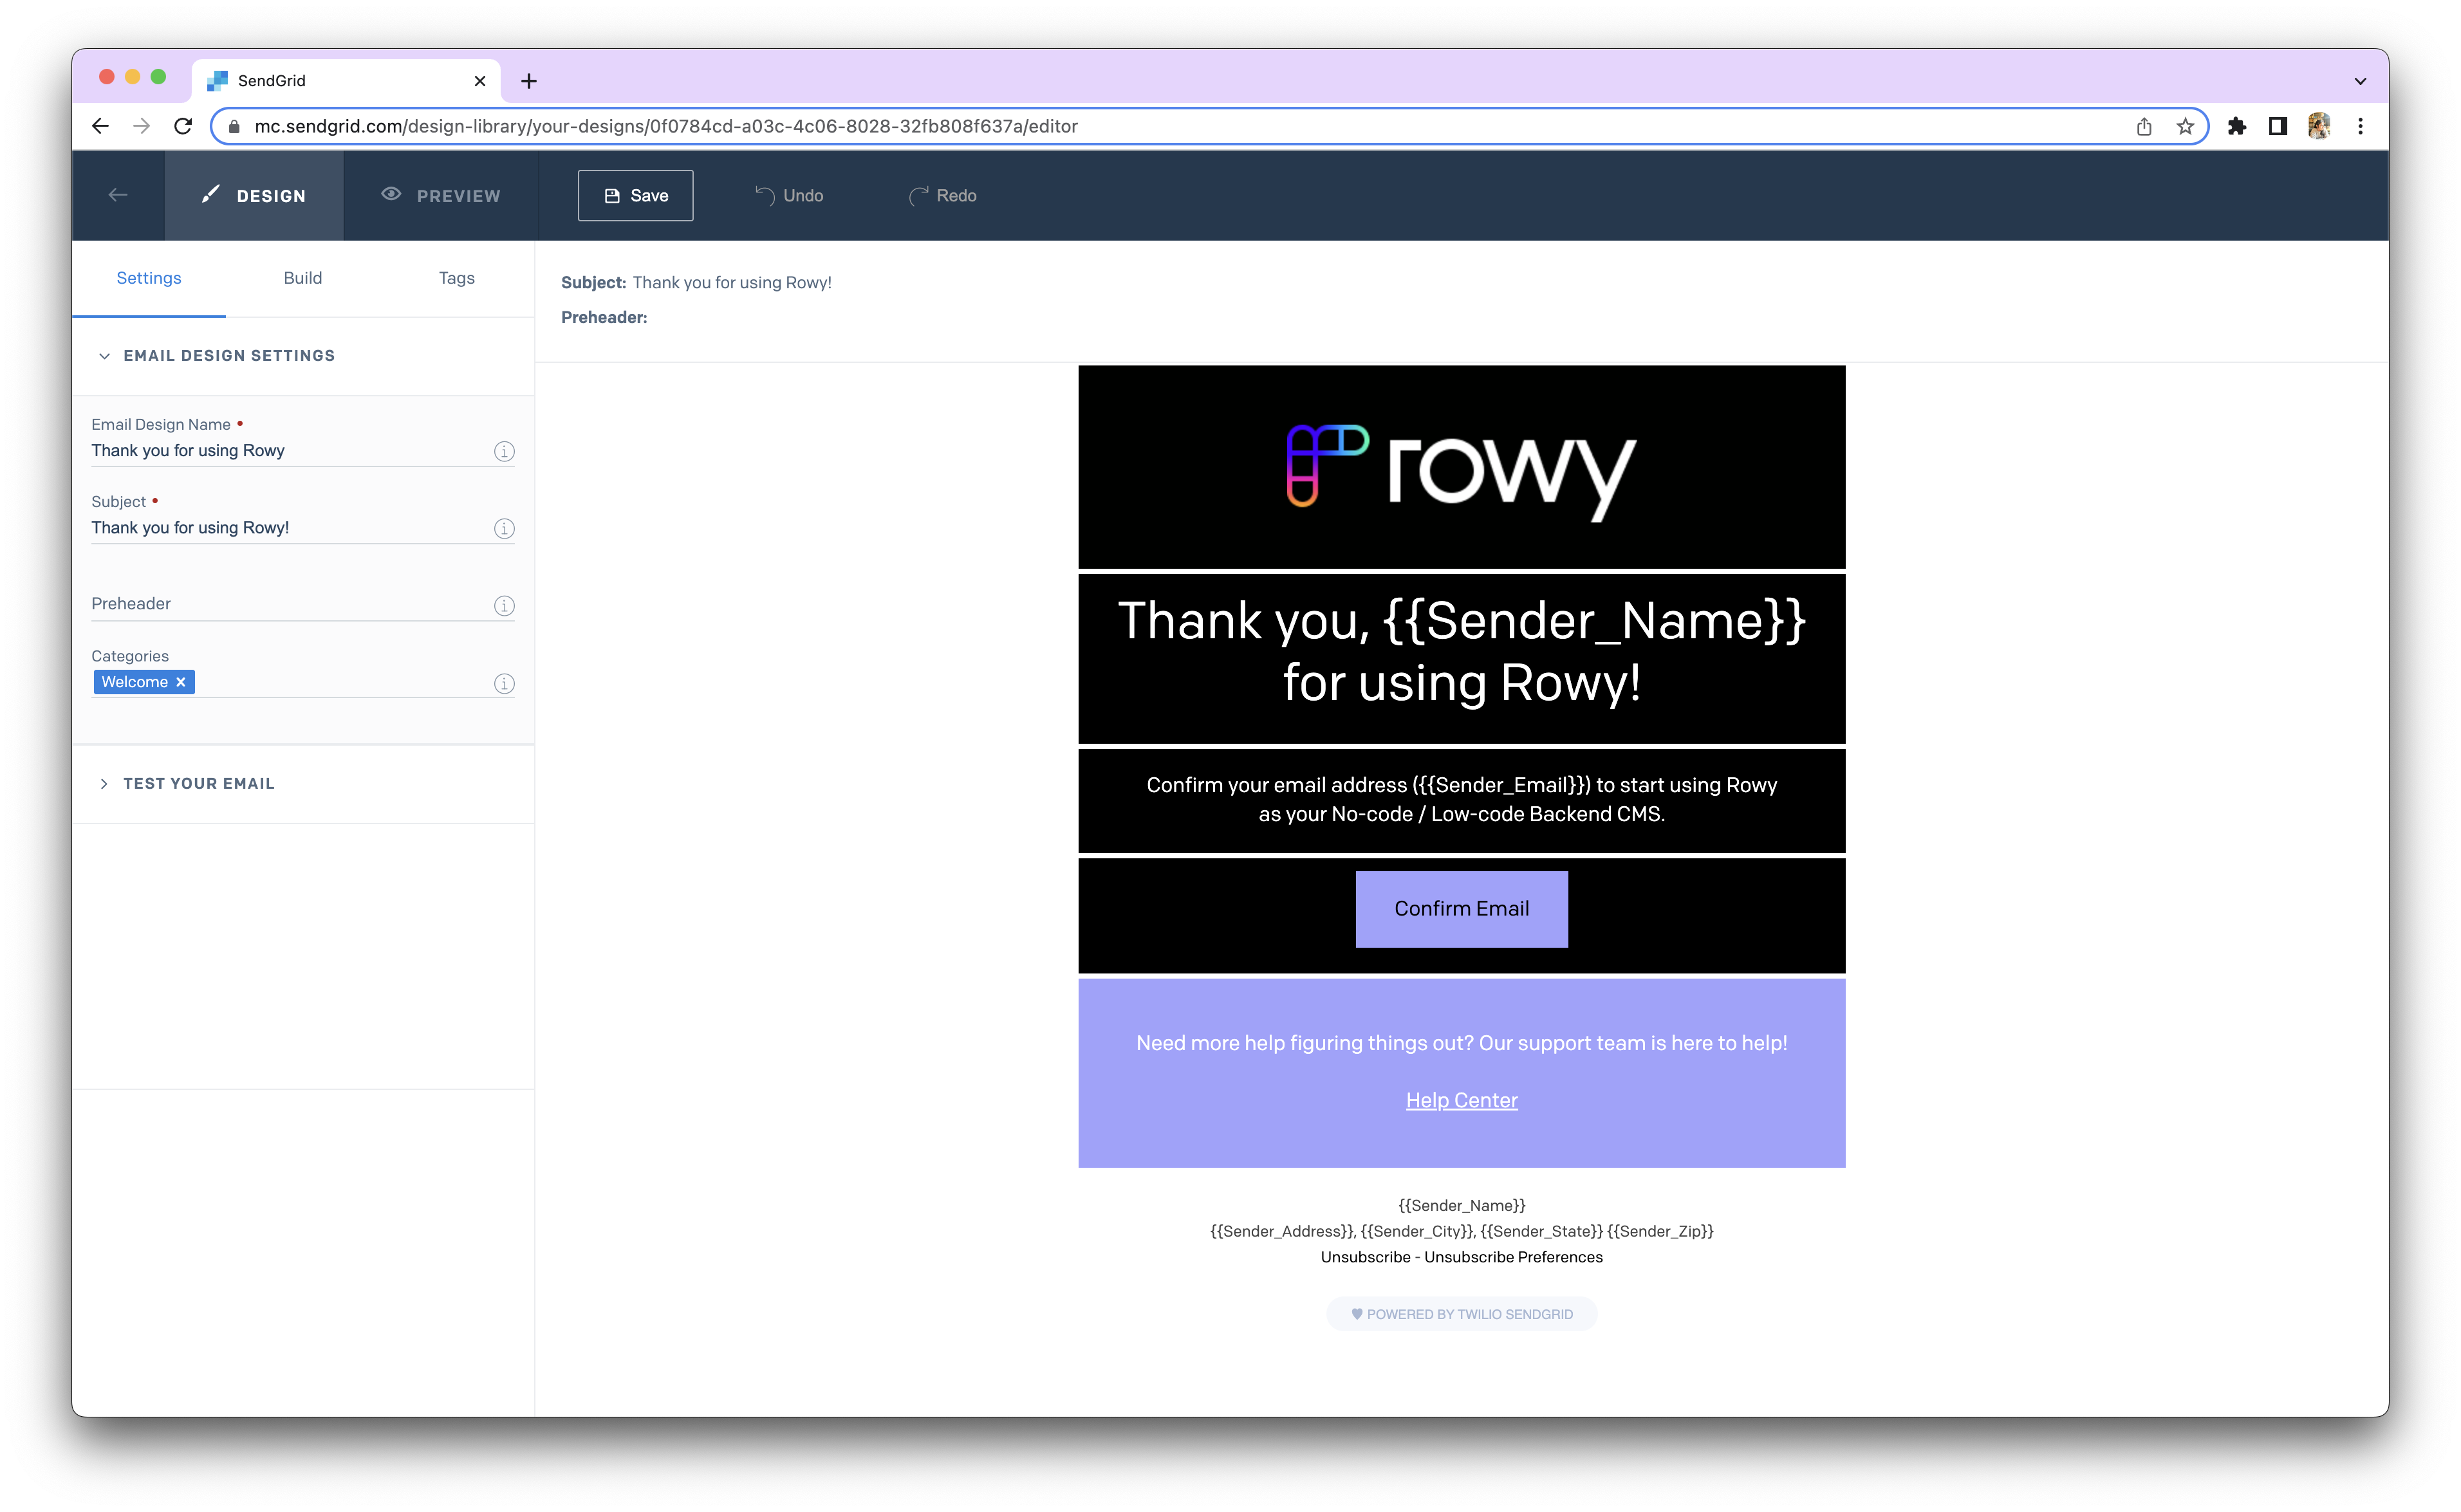 SendGrid
mc.sendgrid.com/design-library/your-designs/0f0784cd-a03c-4c06-8028-32fb808f637a/editor
DESIGN
PREVIEW
Save
Undo
Redo
Settings
Build
Tags
EMAIL DESIGN SETTINGS
Email Design Name
Thank you for using Rowy
Subject
Thank you for using Rowy!
Preheader
Categories
Welcome
TEST YOUR EMAIL
Subject: Thank you for using Rowy!
Preheader:
rowy
Thank you, {{Sender_Name}}
for using Rowy!
Confirm your email address ({{Sender_Email}}) to start using Rowy
as your No-code / Low-code Backend CMS.
Confirm Email
Need more help figuring things out? Our support team is here to help!
Help Center
{{Sender_Name}}
{{Sender_Address}}, {{Sender_City}}, {{Sender_State}} {{Sender_Zip}}
Unsubscribe - Unsubscribe Preferences
POWERED BY TWILIO SENDGRID